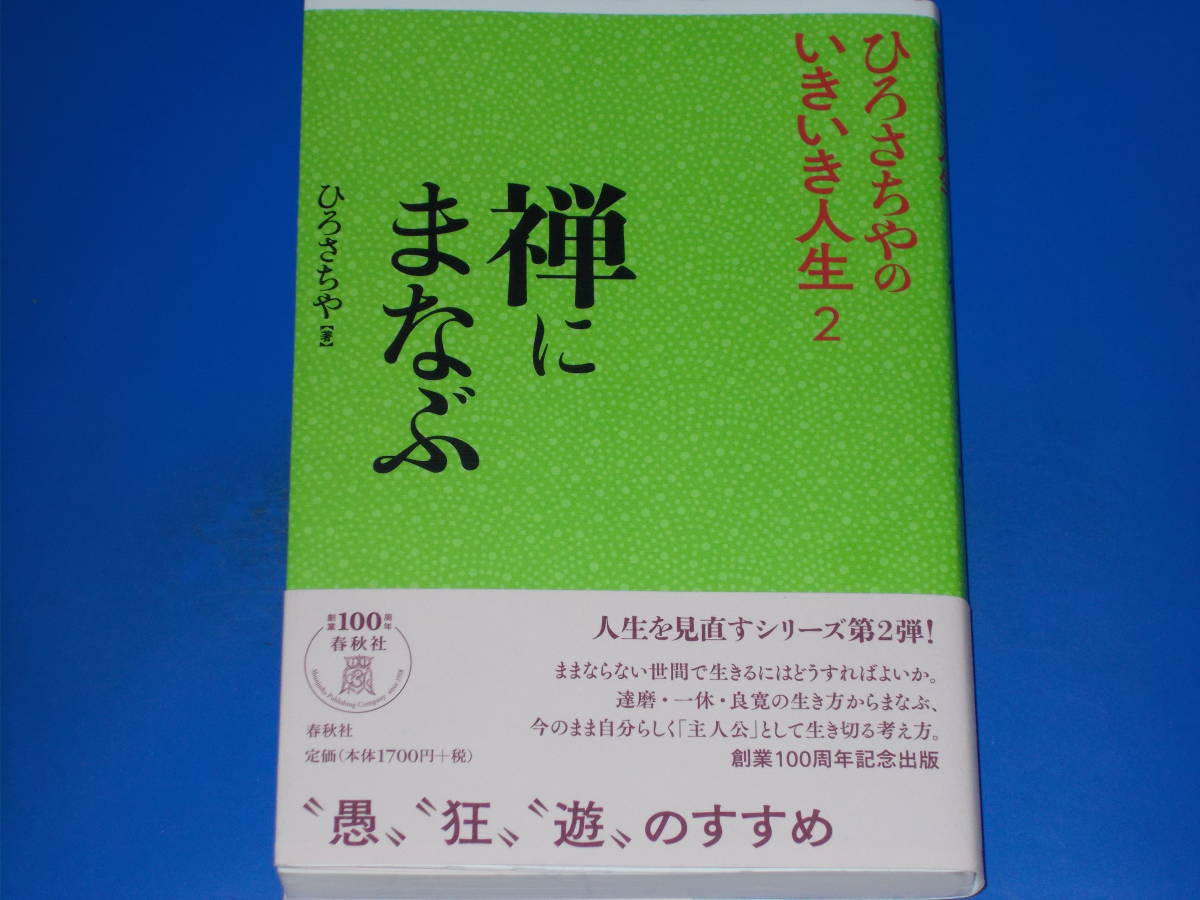 ひろさちやの
いきいき人生 2
禅に
まなぶ
ひろさちや【著】
創業100周年
春秋社
Shunjusha Publishing Company since 1918
春秋社
定価(本体1700円+税)
人生を見直すシリーズ第2弾!
ままならない世間で生きるにはどうすればよいか。
達磨・一休・良寛の生き方からまなぶ、
今のまま自分らしく「主人公」として生き切る考え方。
創業100周年記念出版
〝愚〟〝狂〟〝遊〟のすすめ